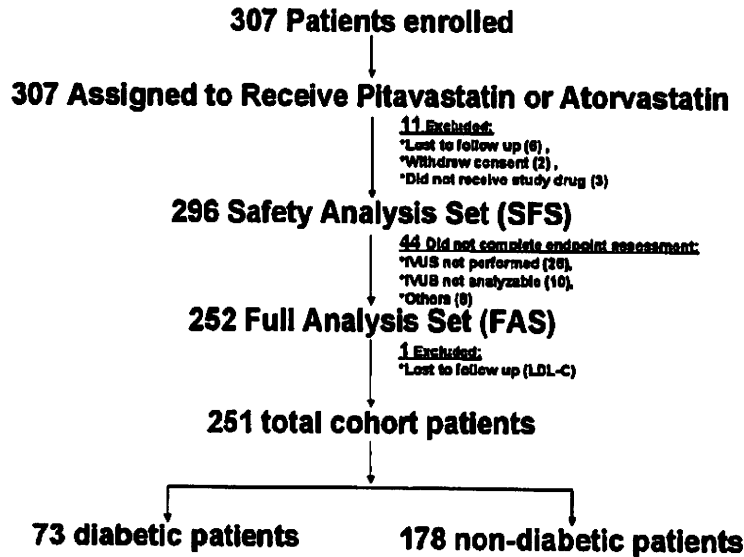 307 Patients enrolled
307 Assigned to Receive Pitavastatin or Atorvastatin
11 Excluded:
*Lost to follow up (6) ,
*Withdrew consent (2) ,
*Did not receive study drug (3)
296 Safety Analysis Set (SFS)
44 Did not complete endpoint assessment:
*IVUS not performed (26),
*IVUS not analyzable (10),
*Others (8)
252 Full Analysis Set (FAS)
1 Excluded:
*Lost to follow up (LDL-C)
251 total cohort patients
73 diabetic patients
178 non-diabetic patients